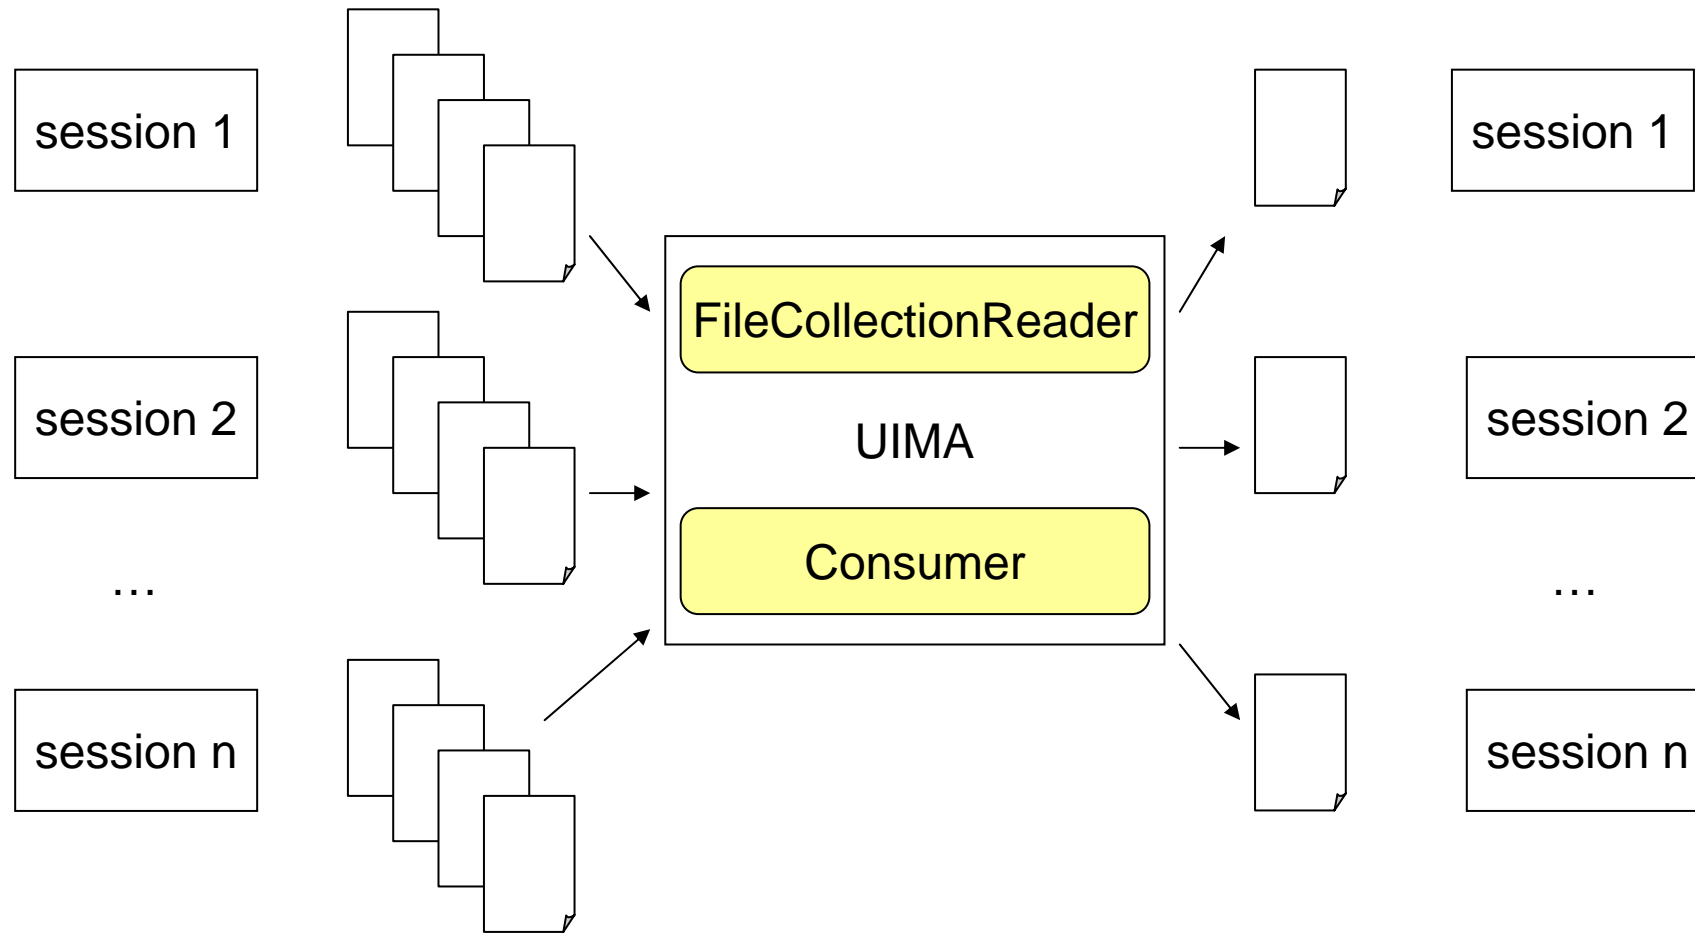 session 1
session 2
…
session n
FileCollectionReader
UIMA
Consumer
session 1
session 2
…
session n